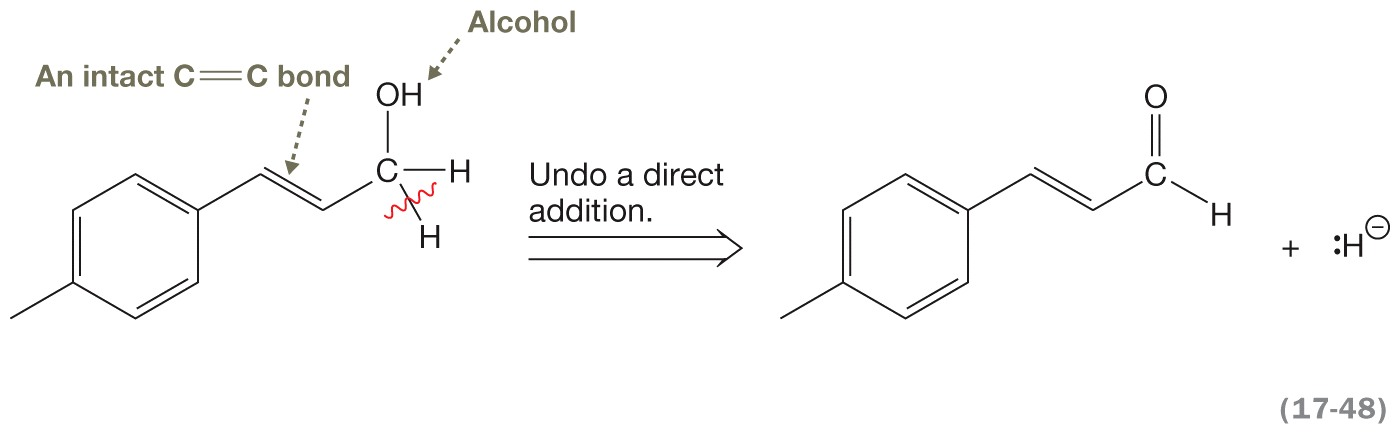 Alcohol
An intact C=C bond
OH
C—H
H
Undo a direct
addition.
O
C
H
+ :H⊖
(17-48)